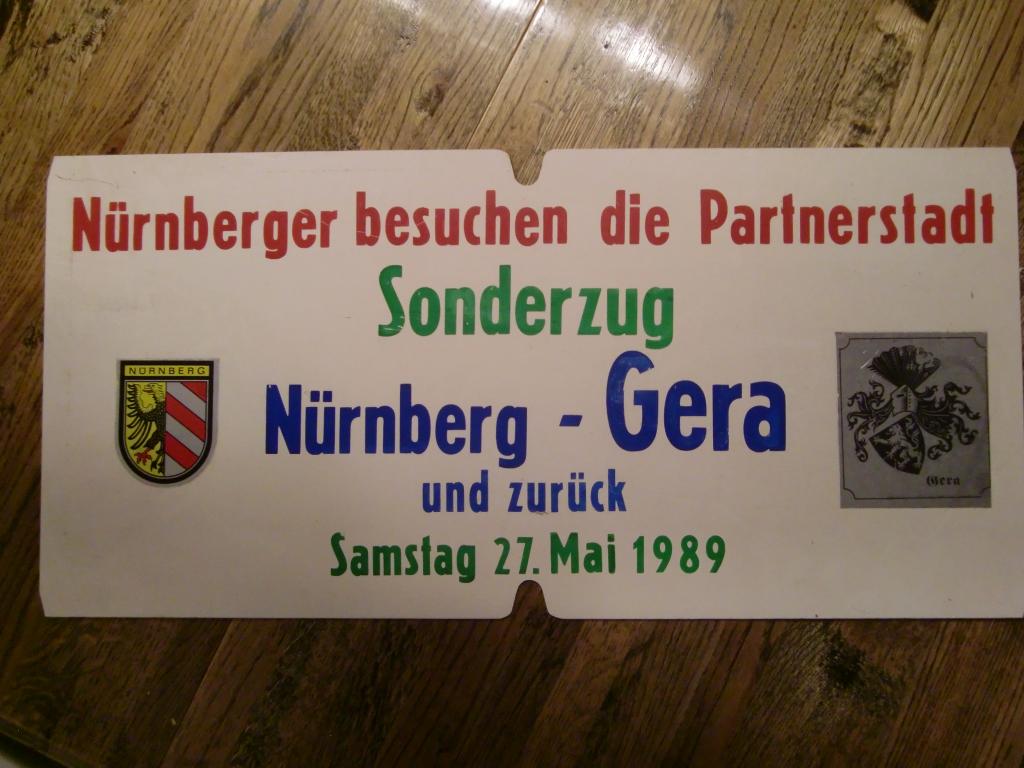 Nürnberger besuchen die Partnerstadt
Sonderzug
NÜRNBERG
Nürnberg - Gera
Gera
und zurück
Samstag 27. Mai 1989